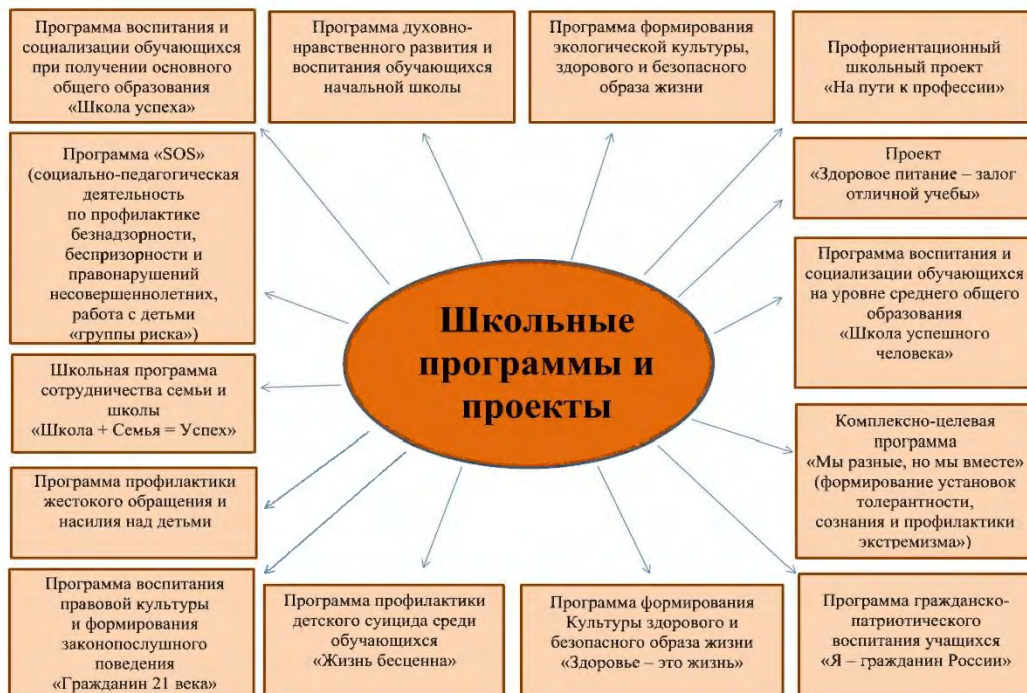 Программа воспитания и
социализации обучающихся
при получении основного
общего образования
«Школа успеха»
Программа духовно-
нравственного развития и
воспитания обучающихся
начальной школы
Программа формирования
экологической культуры,
здорового и безопасного
образа жизни
Профориентационный
школьный проект
«На пути к профессии»
Программа «SOS»
(социально-педагогическая
деятельность
по профилактике
безнадзорности,
беспризорности и
правонарушений
несовершеннолетних,
работа с детьми
«группы риска»)
Проект
«Здоровое питание – залог
отличной учебы»
Программа воспитания и
социализации обучающихся
на уровне среднего общего
образования
«Школа успешного
человека»
Школьные
программы и
проекты
Школьная программа
сотрудничества семьи и
школы
«Школа + Семья = Успех»
Комплексно-целевая
программа
«Мы разные, но мы вместе»
(формирование установок
толерантности,
сознания и профилактики
экстремизма»)
Программа профилактики
жестокого обращения и
насилия над детьми
Программа воспитания
правовой культуры
и формирования
законопослушного
поведения
«Гражданин 21 века»
Программа профилактики
детского суицида среди
обучающихся
«Жизнь бесценна»
Программа формирования
Культуры здорового и
безопасного образа жизни
«Здоровье – это жизнь»
Программа гражданско-
патриотического
воспитания учащихся
«Я – гражданин России»